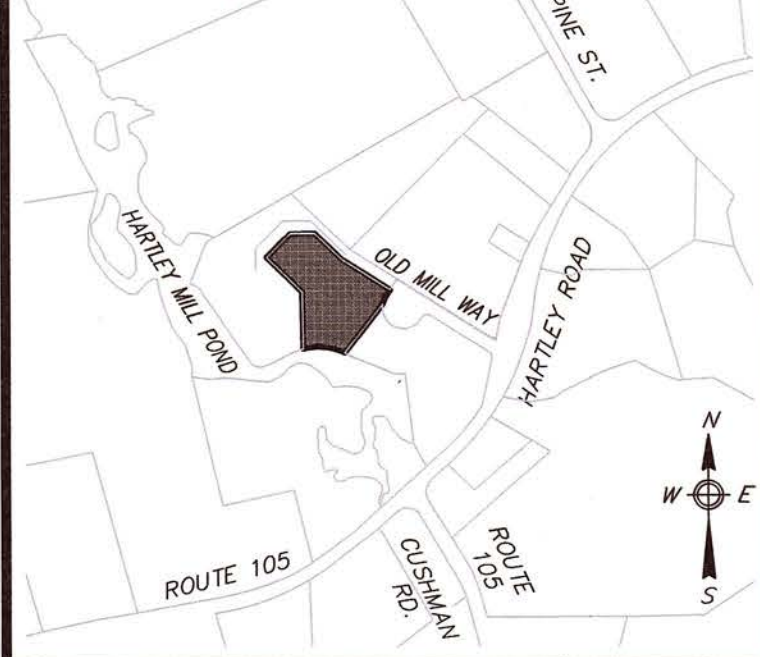 PINE ST.
HARTLEY MILL POND
OLD MILL WAY
HARTLEY ROAD
N
W E
S
ROUTE 105
CUSHMAN
RD.
ROUTE
105